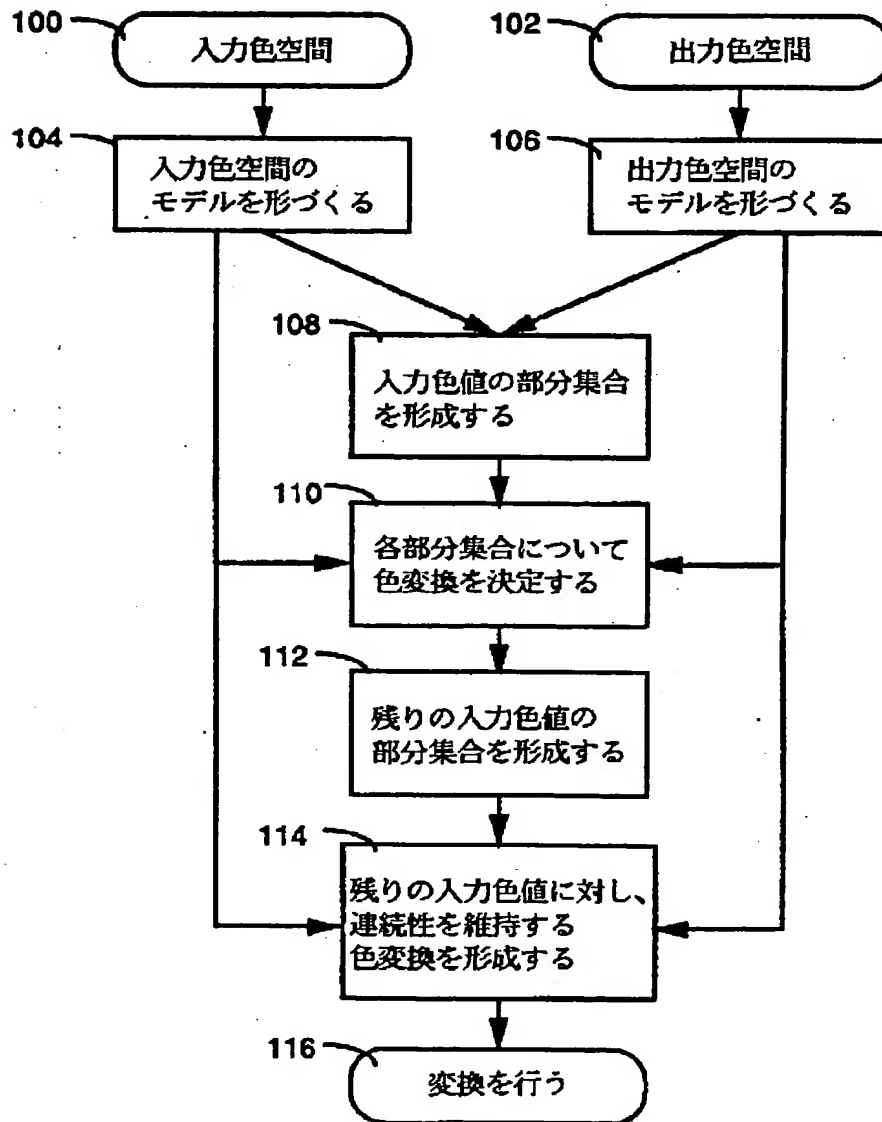 100
入力色空間
102
出力色空間
104
入力色空間の
モデルを形づくる
106
出力色空間の
モデルを形づくる
108
入力色値の部分集合
を形成する
110
各部分集合について
色変換を決定する
112
残りの入力色値の
部分集合を形成する
114
残りの入力色値に対し、
連続性を維持する
色変換を形成する
116
変換を行う